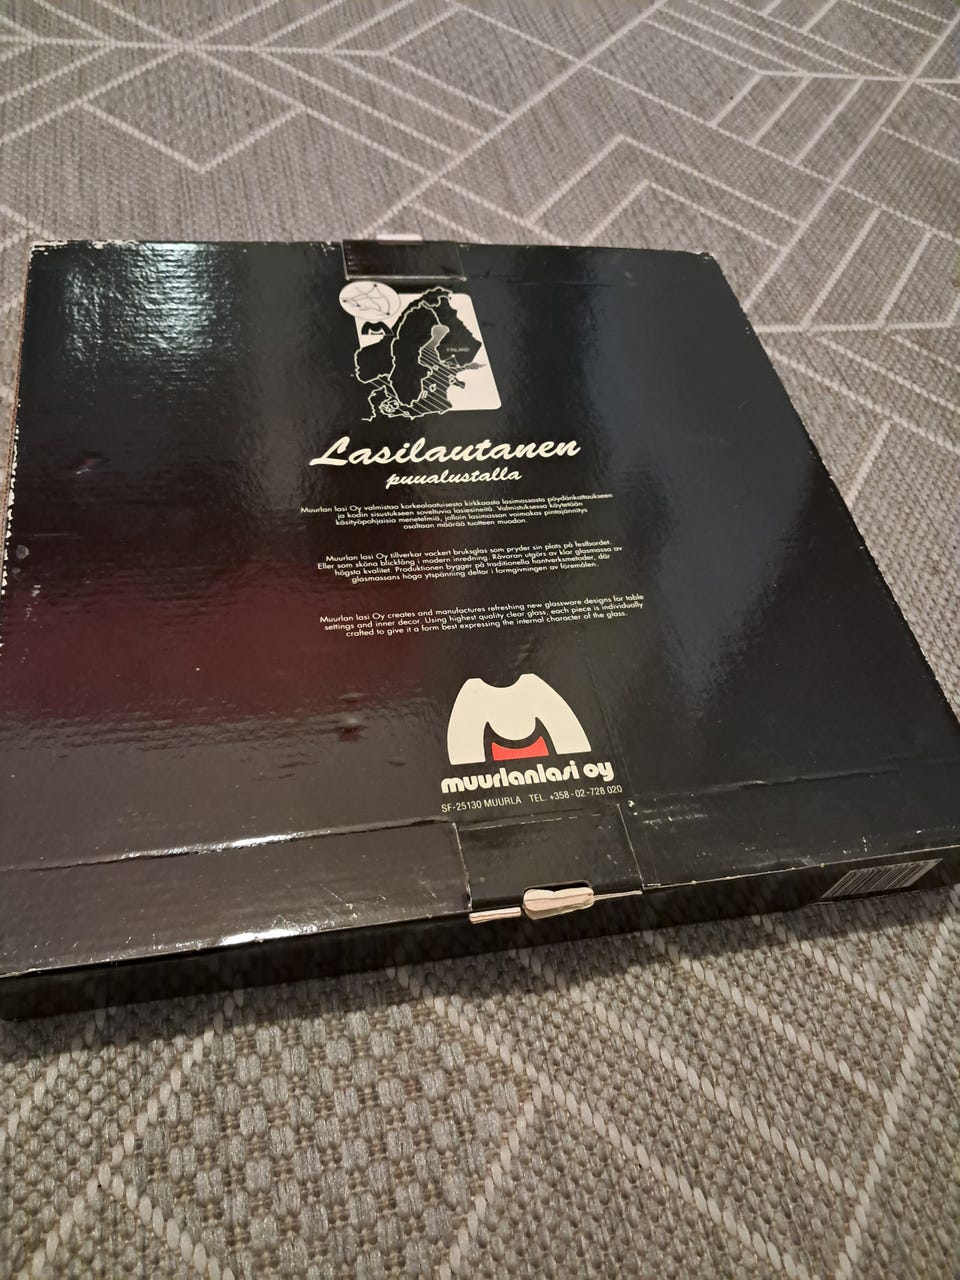 FINLAND
Lasilautanen
puualustalla
Muurlan lasi Oy valmistaa korkealaatuisesta kirkkaasta lasimassasta pöydänkattaukseen
ja kodin sisustukseen soveltuvia lasiesineitä. Valmistuksessa käytetään
käsityöpohjaisia menetelmiä, jolloin lasimassan voimakas pintajännitys
osaltaan määrää tuotteen muodon.
Muurlan lasi Oy tillverkar vackert bruksglas som pryder sin plats på festbordet.
Eller som sköna blickfång i modern inredning. Råvaran utgörs av klar glasmassa av
högsta kvalitet. Produktionen bygger på traditionella hantverksmetoder, där
glasmassans höga ytspänning deltar i formgivningen av föremålen.
Muurlan lasi Oy creates and manufactures refreshing new glassware designs for table
settings and inner decor. Using highest quality clear glass, each piece is individually
crafted to give it a form best expressing the internal character of the glass.
muurlanlasi oy
SF-25130 MUURLA TEL. +358-02-728 020